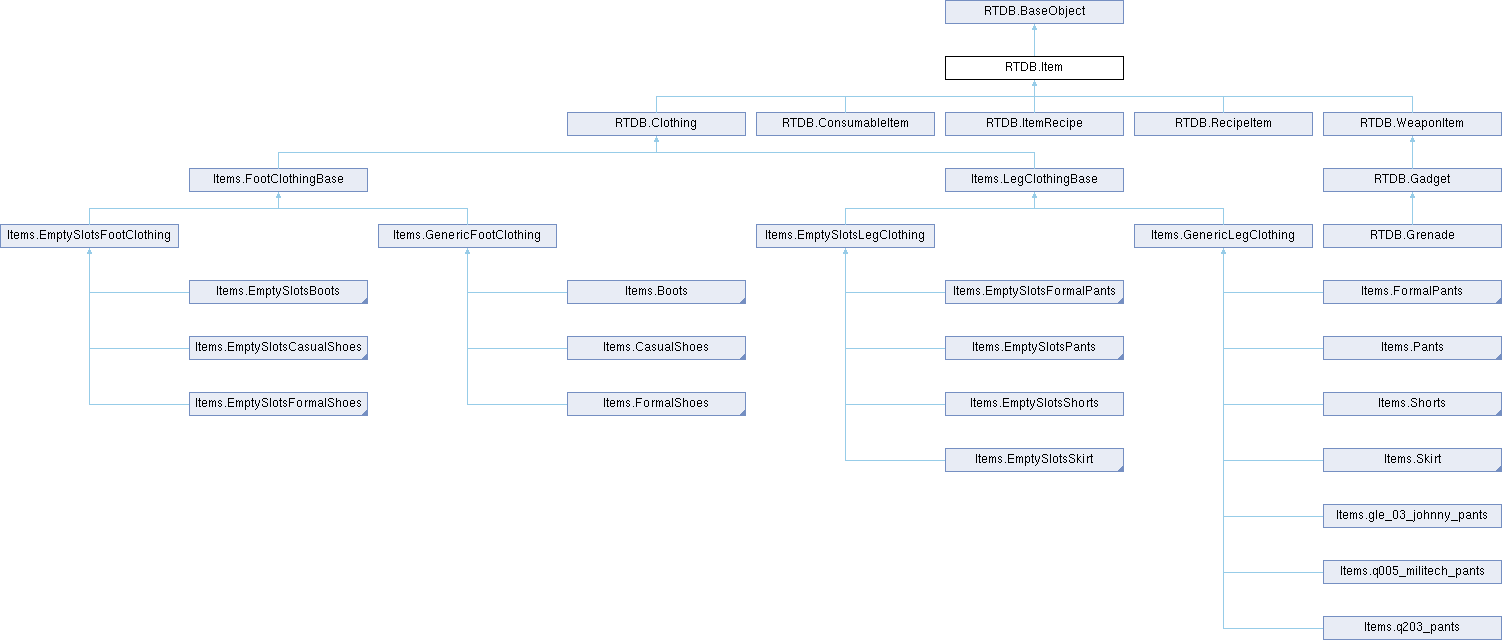 RTDB.BaseObject
RTDB.Item
RTDB.Clothing
RTDB.ConsumableItem
RTDB.ItemRecipe
RTDB.RecipeItem
RTDB.WeaponItem
Items.FootClothingBase
Items.LegClothingBase
RTDB.Gadget
Items.EmptySlotsFootClothing
Items.GenericFootClothing
Items.EmptySlotsLegClothing
Items.GenericLegClothing
RTDB.Grenade
Items.EmptySlotsBoots
Items.Boots
Items.EmptySlotsFormalPants
Items.FormalPants
Items.EmptySlotsCasualShoes
Items.CasualShoes
Items.EmptySlotsPants
Items.Pants
Items.EmptySlotsFormalShoes
Items.FormalShoes
Items.EmptySlotsShorts
Items.Shorts
Items.EmptySlotsSkirt
Items.Skirt
Items.gle_03_johnny_pants
Items.q005_militech_pants
Items.q203_pants